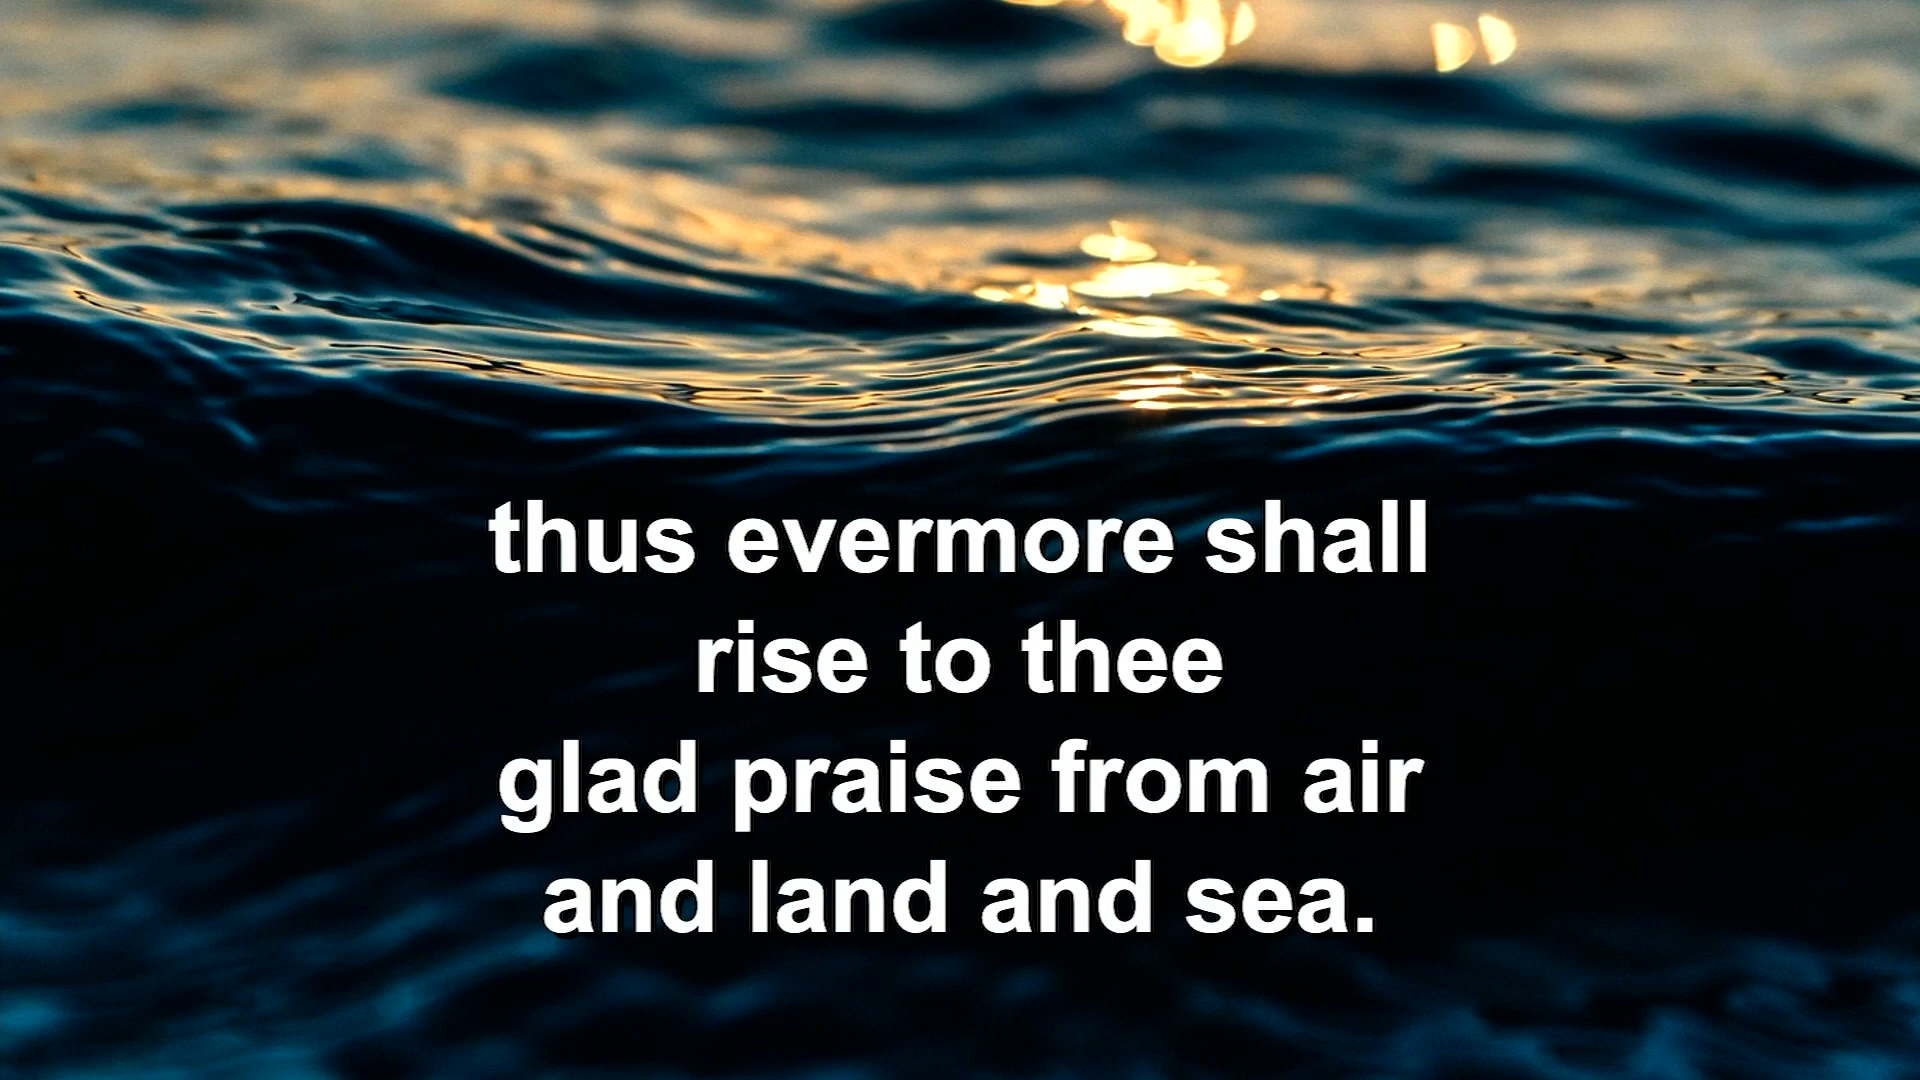 thus evermore shall
rise to thee
glad praise from air
and land and sea.